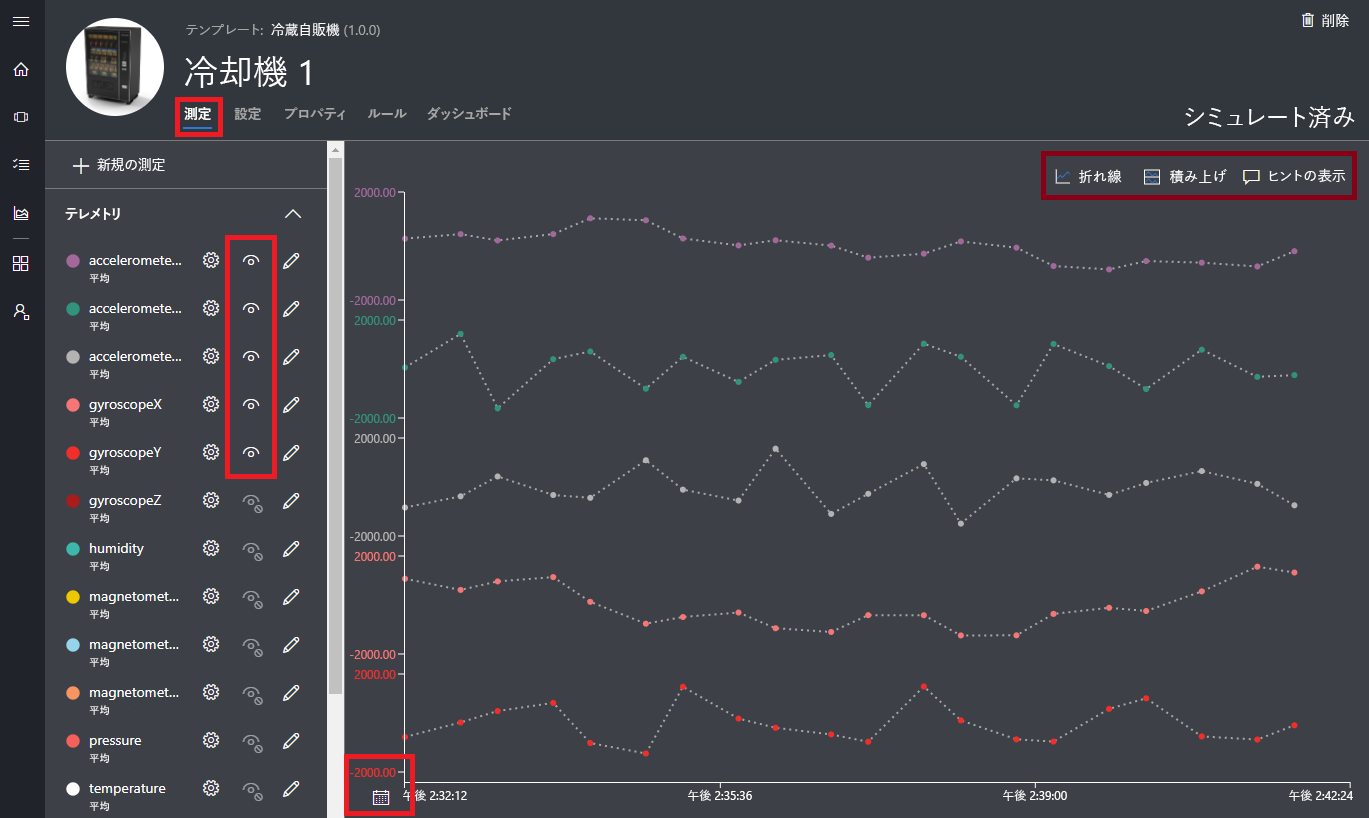 テンプレート: 冷蔵自販機 (1.0.0)
削除
冷却機 1
測定 設定 プロパティ ルール ダッシュボード
シミュレート済み
新規の測定
折れ線 積み上げ ヒントの表示
テレメトリ
acceleromete...
平均
acceleromete...
平均
acceleromete...
平均
gyroscopeX
平均
gyroscopeY
平均
gyroscopeZ
平均
humidity
平均
magnetomet...
平均
magnetomet...
平均
magnetomet...
平均
pressure
平均
temperature
平均
2000.00
-2000.00
2000.00
-2000.00
2000.00
-2000.00
2000.00
-2000.00
2000.00
-2000.00
午後 2:32:12 午後 2:35:36 午後 2:39:00 午後 2:42:24